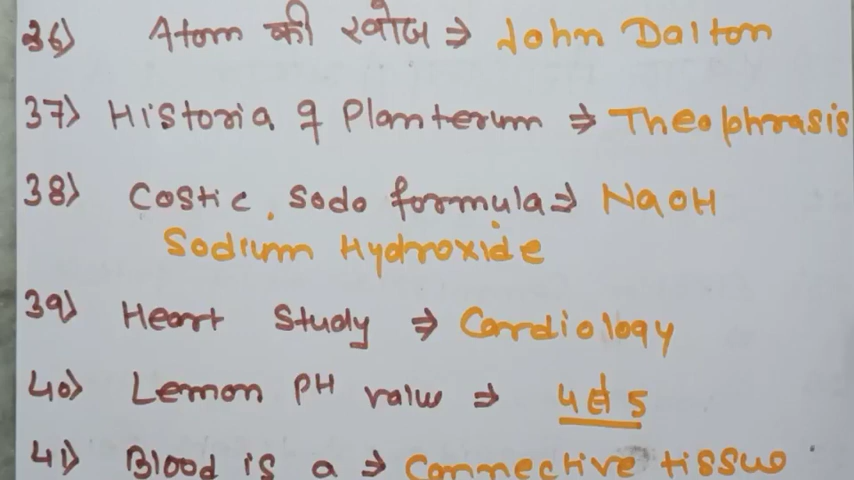 36) Atom की खोज ⇒ John Dalton
37) Historia of Planterum ⇒ Theophrasis
38) Costic. Sodo formula ⇒ NaOH
Sodium Hydroxide
39) Heart Study ⇒ Cardiology
40) Lemon PH value ⇒ 4 से 5
41) Blood is a ⇒ Connective tissue